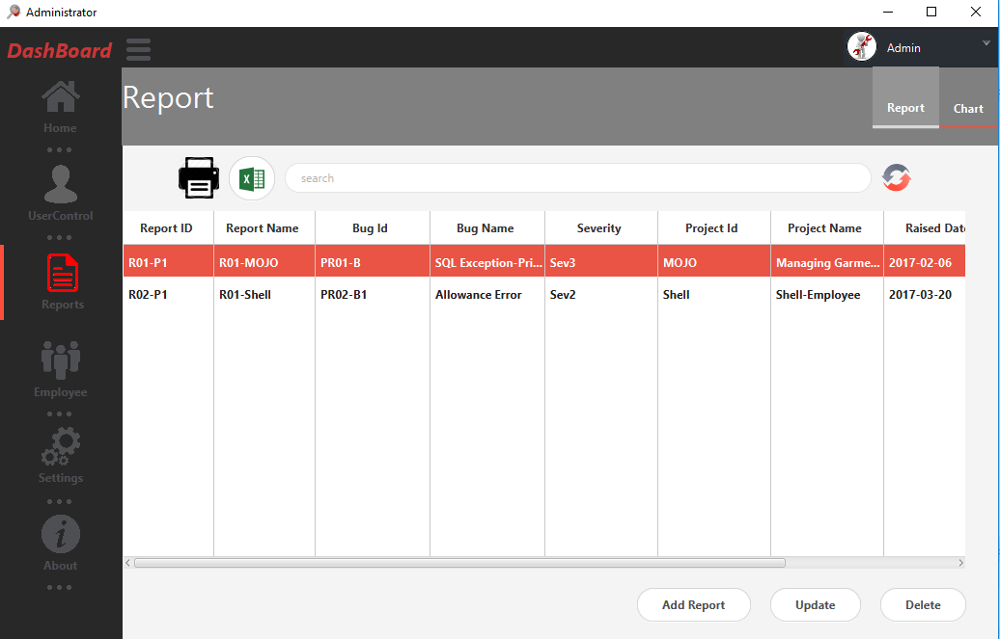 Administrator
DashBoard
Admin
Report
Report
Chart
Home
UserControl
Reports
Employee
Settings
About
search
Report ID Report Name Bug Id Bug Name Severity Project Id Project Name Raised Date
R01-P1 R01-MOJO PR01-B SQL Exception-Pri... Sev3 MOJO Managing Garme... 2017-02-06
R02-P1 R01-Shell PR02-B1 Allowance Error Sev2 Shell Shell-Employee 2017-03-20
Add Report Update Delete